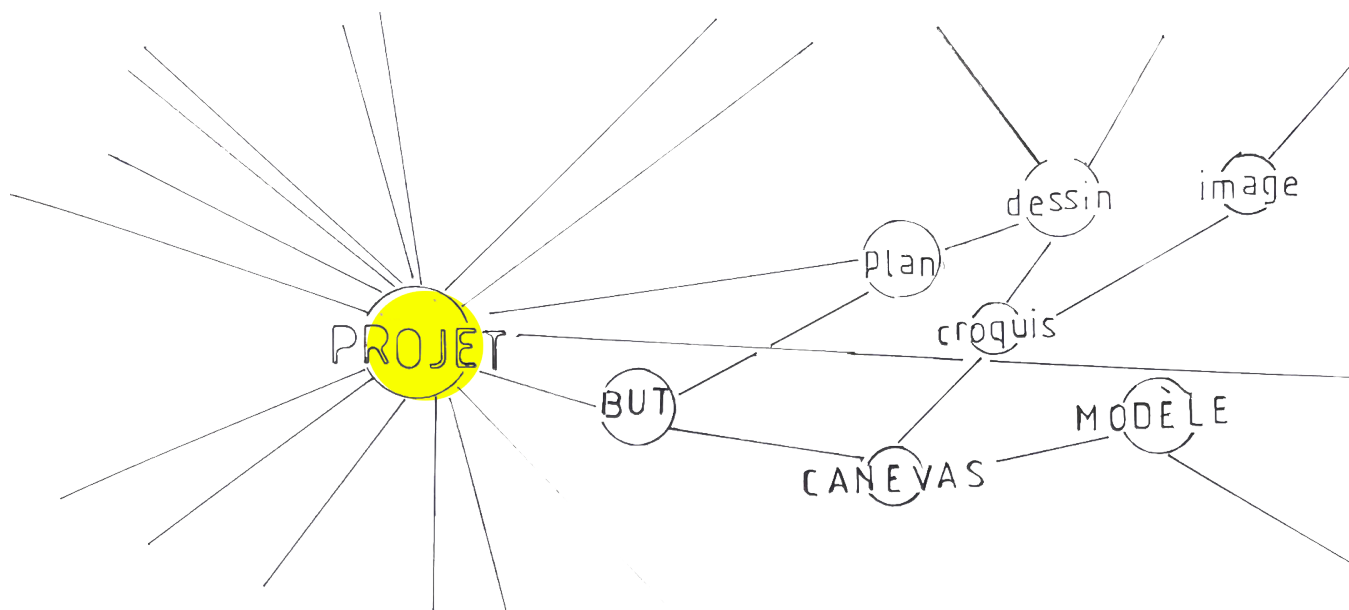 image
dessin
plan
croquis
PROJET
BUT
MODÈLE
CANEVAS